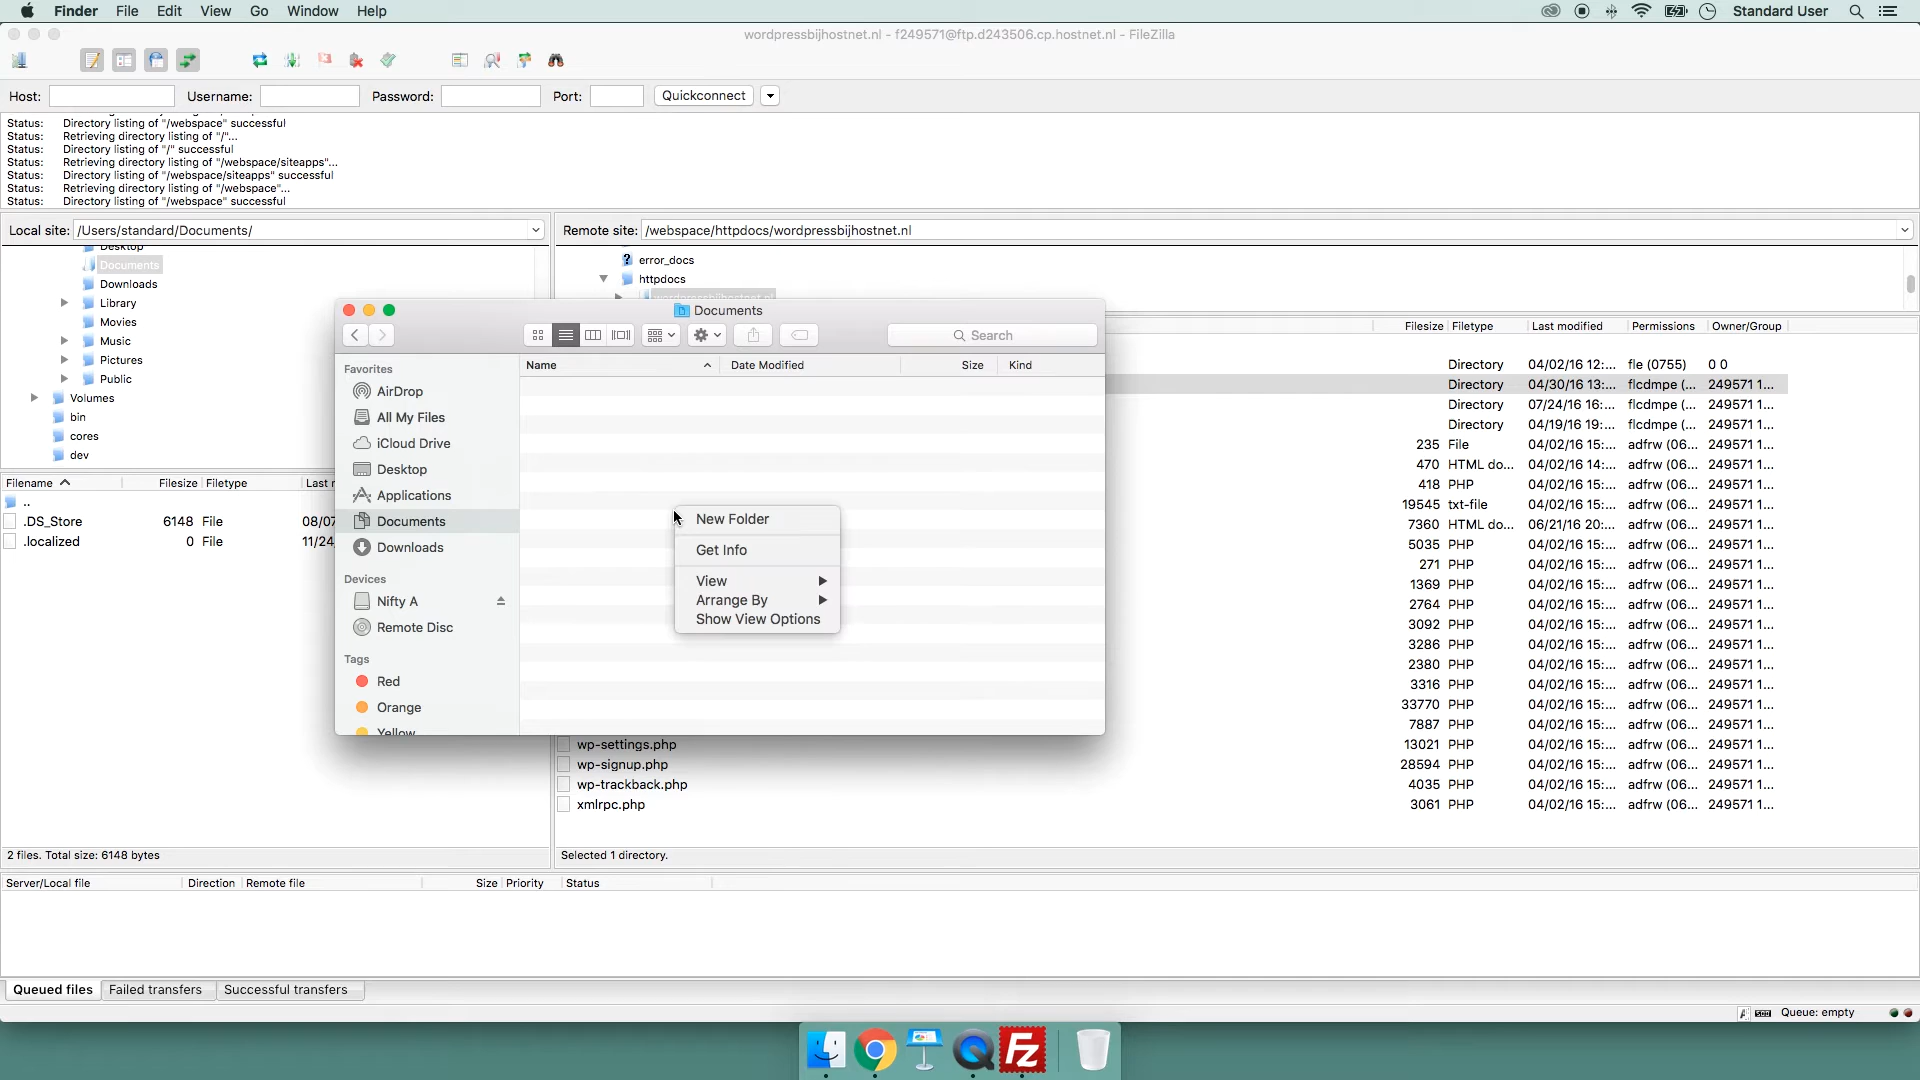 Finder File Edit View Go Window Help Standard User
wordpressbijhostnet.nl - f249571@ftp.d243506.cp.hostnet.nl - FileZilla
Host: Username: Password: Port: Quickconnect
Status: Directory listing of "/webspace" successful
Status: Retrieving directory listing of "/"...
Status: Directory listing of "/" successful
Status: Retrieving directory listing of "/webspace/siteapps"...
Status: Directory listing of "/webspace/siteapps" successful
Status: Retrieving directory listing of "/webspace"...
Status: Directory listing of "/webspace" successful
Local site: /Users/standard/Documents/
Desktop
Documents
Downloads
Library
Movies
Music
Pictures
Public
Volumes
bin
cores
dev
Filename Filesize Filetype
..
.DS_Store 6148 File 08/07
.localized 0 File 11/24
2 files. Total size: 6148 bytes
Remote site: /webspace/httpdocs/wordpressbijhostnet.nl
error_docs
httpdocs
wordpressbijhostnet.nl
Documents
Search
Favorites
AirDrop
All My Files
iCloud Drive
Desktop
Applications
Documents
Downloads
Devices
Nifty A
Remote Disc
Tags
Red
Orange
Yellow
Name Date Modified Size Kind
New Folder
Get Info
View
Arrange By
Show View Options
Filesize Filetype Last modified Permissions Owner/Group
Directory 04/02/16 12:... fle (0755) 0 0
Directory 04/30/16 13:... flcdmpe (... 249571 1...
Directory 07/24/16 16:... flcdmpe (... 249571 1...
Directory 04/19/16 19:... flcdmpe (... 249571 1...
235 File 04/02/16 15:... adfrw (06... 249571 1...
470 HTML do... 04/02/16 14:... adfrw (06... 249571 1...
418 PHP 04/02/16 15:... adfrw (06... 249571 1...
19545 txt-file 04/02/16 15:... adfrw (06... 249571 1...
7360 HTML do... 06/21/16 20:... adfrw (06... 249571 1...
5035 PHP 04/02/16 15:... adfrw (06... 249571 1...
271 PHP 04/02/16 15:... adfrw (06... 249571 1...
1369 PHP 04/02/16 15:... adfrw (06... 249571 1...
2764 PHP 04/02/16 15:... adfrw (06... 249571 1...
3092 PHP 04/02/16 15:... adfrw (06... 249571 1...
3286 PHP 04/02/16 15:... adfrw (06... 249571 1...
2380 PHP 04/02/16 15:... adfrw (06... 249571 1...
3316 PHP 04/02/16 15:... adfrw (06... 249571 1...
33770 PHP 04/02/16 15:... adfrw (06... 249571 1...
7887 PHP 04/02/16 15:... adfrw (06... 249571 1...
wp-settings.php 13021 PHP 04/02/16 15:... adfrw (06... 249571 1...
wp-signup.php 28594 PHP 04/02/16 15:... adfrw (06... 249571 1...
wp-trackback.php 4035 PHP 04/02/16 15:... adfrw (06... 249571 1...
xmlrpc.php 3061 PHP 04/02/16 15:... adfrw (06... 249571 1...
Selected 1 directory.
Server/Local file Direction Remote file Size Priority Status
Queued files Failed transfers Successful transfers
Queue: empty
Fz